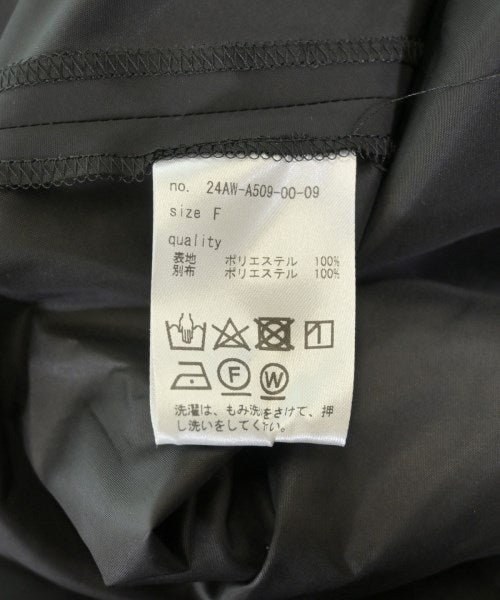 no. 24AW-A509-00-09
size F
quality
表地 ポリエステル 100%
別布 ポリエステル 100%
F W
洗濯は、もみ洗をさけて、押
し洗いをしてください。